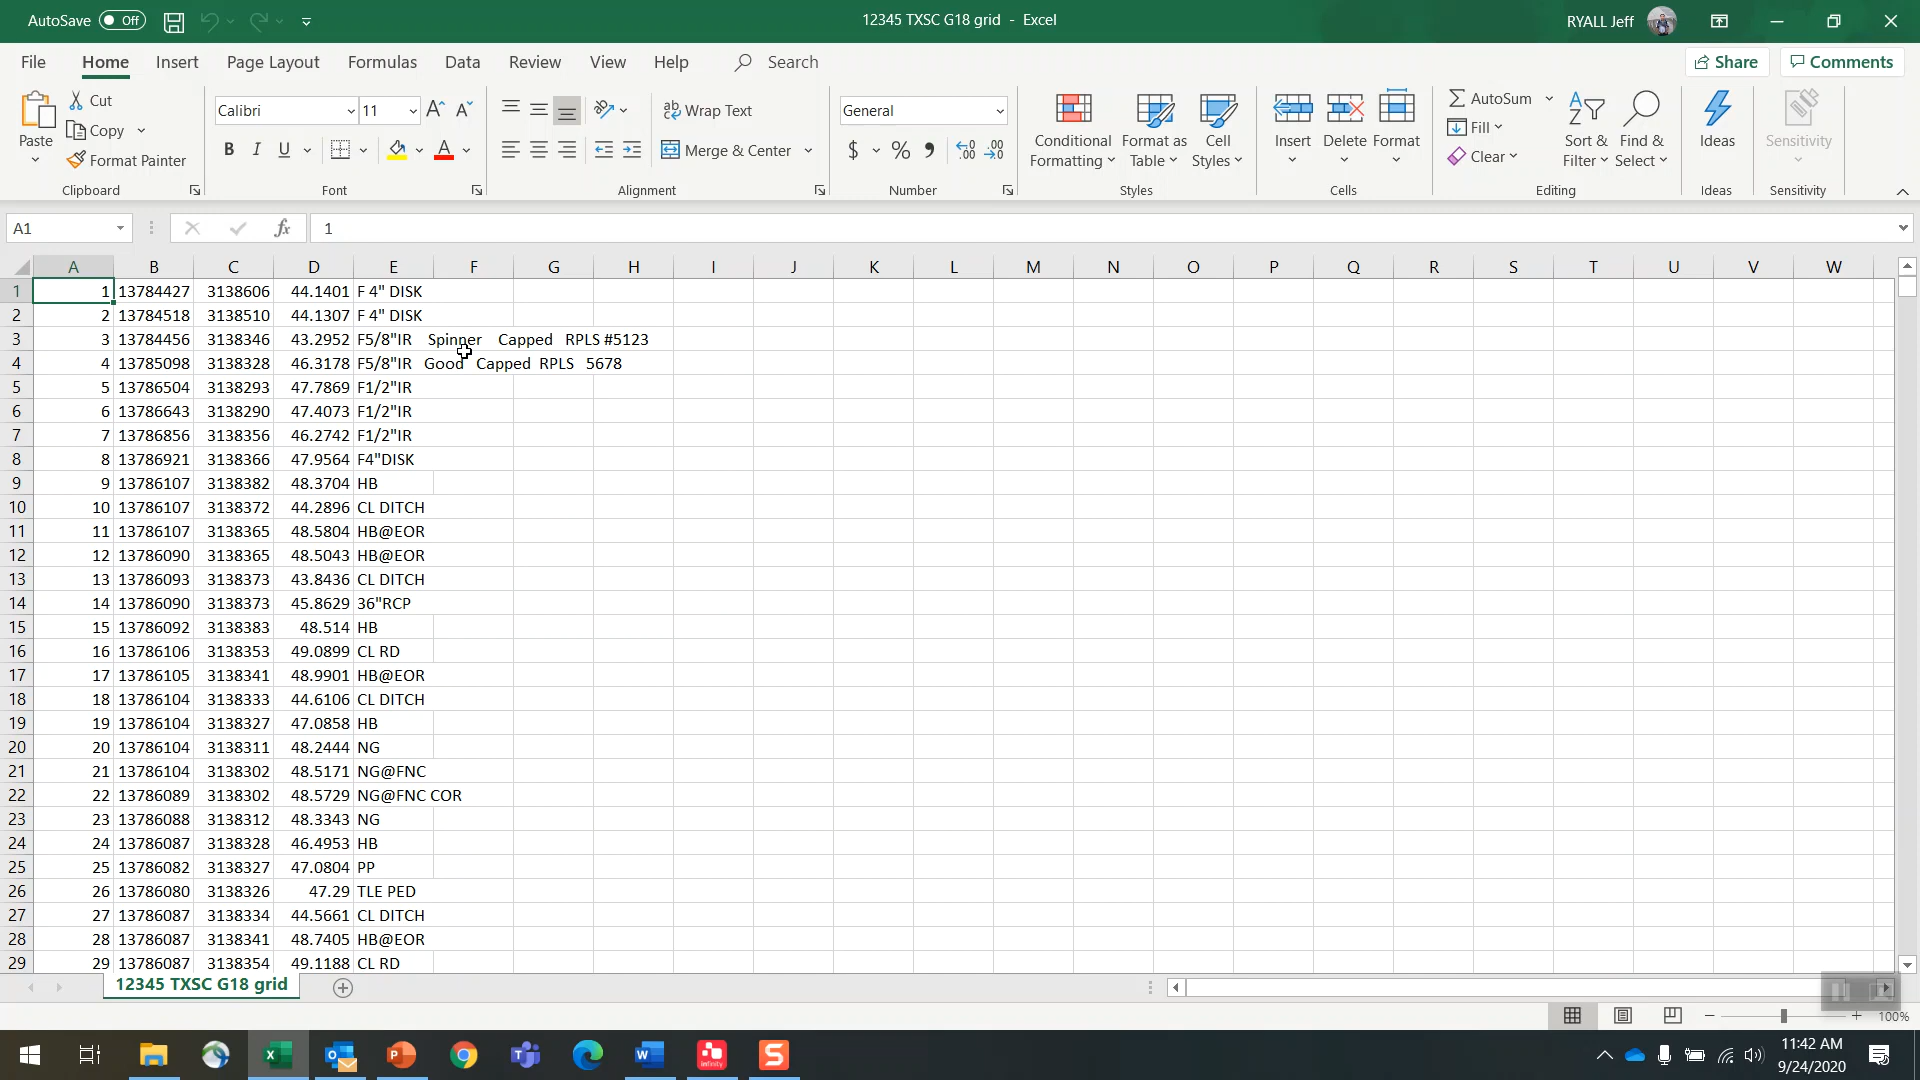 AutoSave Off 12345 TXSC G18 grid - Excel RYALL Jeff
File Home Insert Page Layout Formulas Data Review View Help Search Share Comments
Paste Cut Copy Format Painter Clipboard
Calibri 11 B I U A Font
Wrap Text Merge & Center Alignment
General $ % Number
Conditional Formatting Format as Table Cell Styles Styles
Insert Delete Format Cells
AutoSum Fill Clear Sort & Filter Find & Select Editing
Ideas Ideas
Sensitivity Sensitivity
A1 fx 1
A B C D E F G H I J K L M N O P Q R S T U V W
1 1 13784427 3138606 44.1401 F 4" DISK
2 2 13784518 3138510 44.1307 F 4" DISK
3 3 13784456 3138346 43.2952 F5/8"IR Spinner Capped RPLS #5123
4 4 13785098 3138328 46.3178 F5/8"IR Good Capped RPLS 5678
5 5 13786504 3138293 47.7869 F1/2"IR
6 6 13786643 3138290 47.4073 F1/2"IR
7 7 13786856 3138356 46.2742 F1/2"IR
8 8 13786921 3138366 47.9564 F4"DISK
9 9 13786107 3138382 48.3704 HB
10 10 13786107 3138372 44.2896 CL DITCH
11 11 13786107 3138365 48.5804 HB@EOR
12 12 13786090 3138365 48.5043 HB@EOR
13 13 13786093 3138373 43.8436 CL DITCH
14 14 13786090 3138373 45.8629 36"RCP
15 15 13786092 3138383 48.514 HB
16 16 13786106 3138353 49.0899 CL RD
17 17 13786105 3138341 48.9901 HB@EOR
18 18 13786104 3138333 44.6106 CL DITCH
19 19 13786104 3138327 47.0858 HB
20 20 13786104 3138311 48.2444 NG
21 21 13786104 3138302 48.5171 NG@FNC
22 22 13786089 3138302 48.5729 NG@FNC COR
23 23 13786088 3138312 48.3343 NG
24 24 13786087 3138328 46.4953 HB
25 25 13786082 3138327 47.0804 PP
26 26 13786080 3138326 47.29 TLE PED
27 27 13786087 3138334 44.5661 CL DITCH
28 28 13786087 3138341 48.7405 HB@EOR
29 29 13786087 3138354 49.1188 CL RD
12345 TXSC G18 grid
100%
11:42 AM
9/24/2020